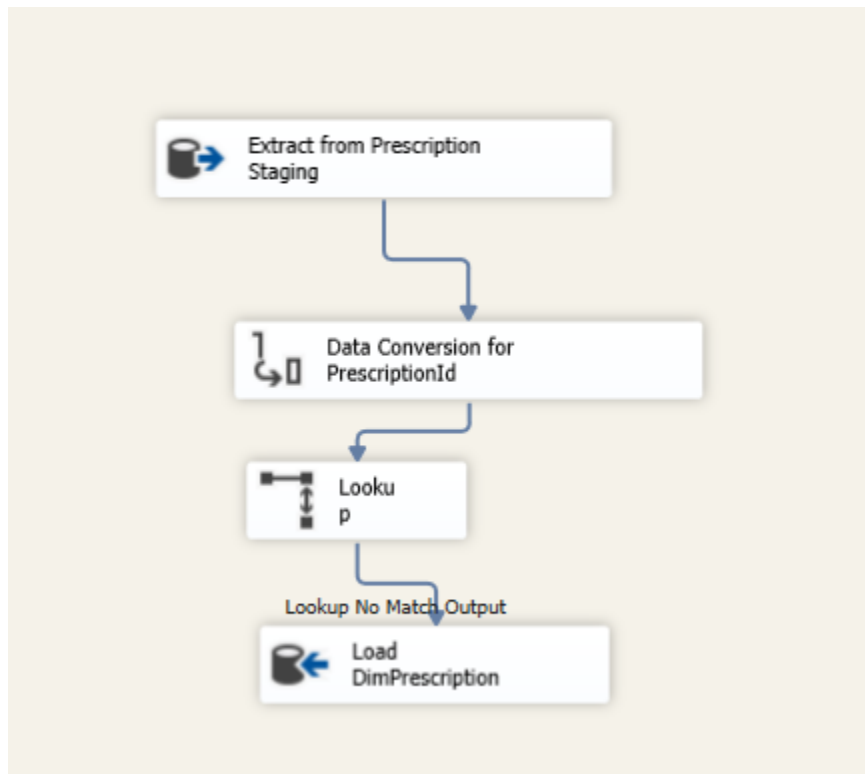 Extract from Prescription
Staging
Data Conversion for
PrescriptionId
Looku
p
Lookup No Match Output
Load
DimPrescription